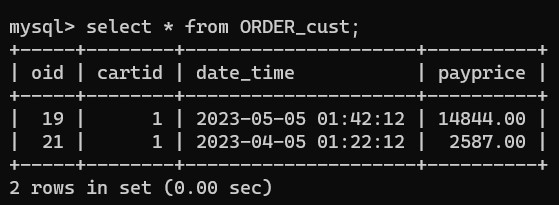 mysql> select * from ORDER_cust;
+-----+--------+---------------------+----------+
| oid | cartid | date_time           | payprice |
+-----+--------+---------------------+----------+
|  19 |      1 | 2023-05-05 01:42:12 | 14844.00 |
|  21 |      1 | 2023-04-05 01:22:12 |  2587.00 |
+-----+--------+---------------------+----------+
2 rows in set (0.00 sec)